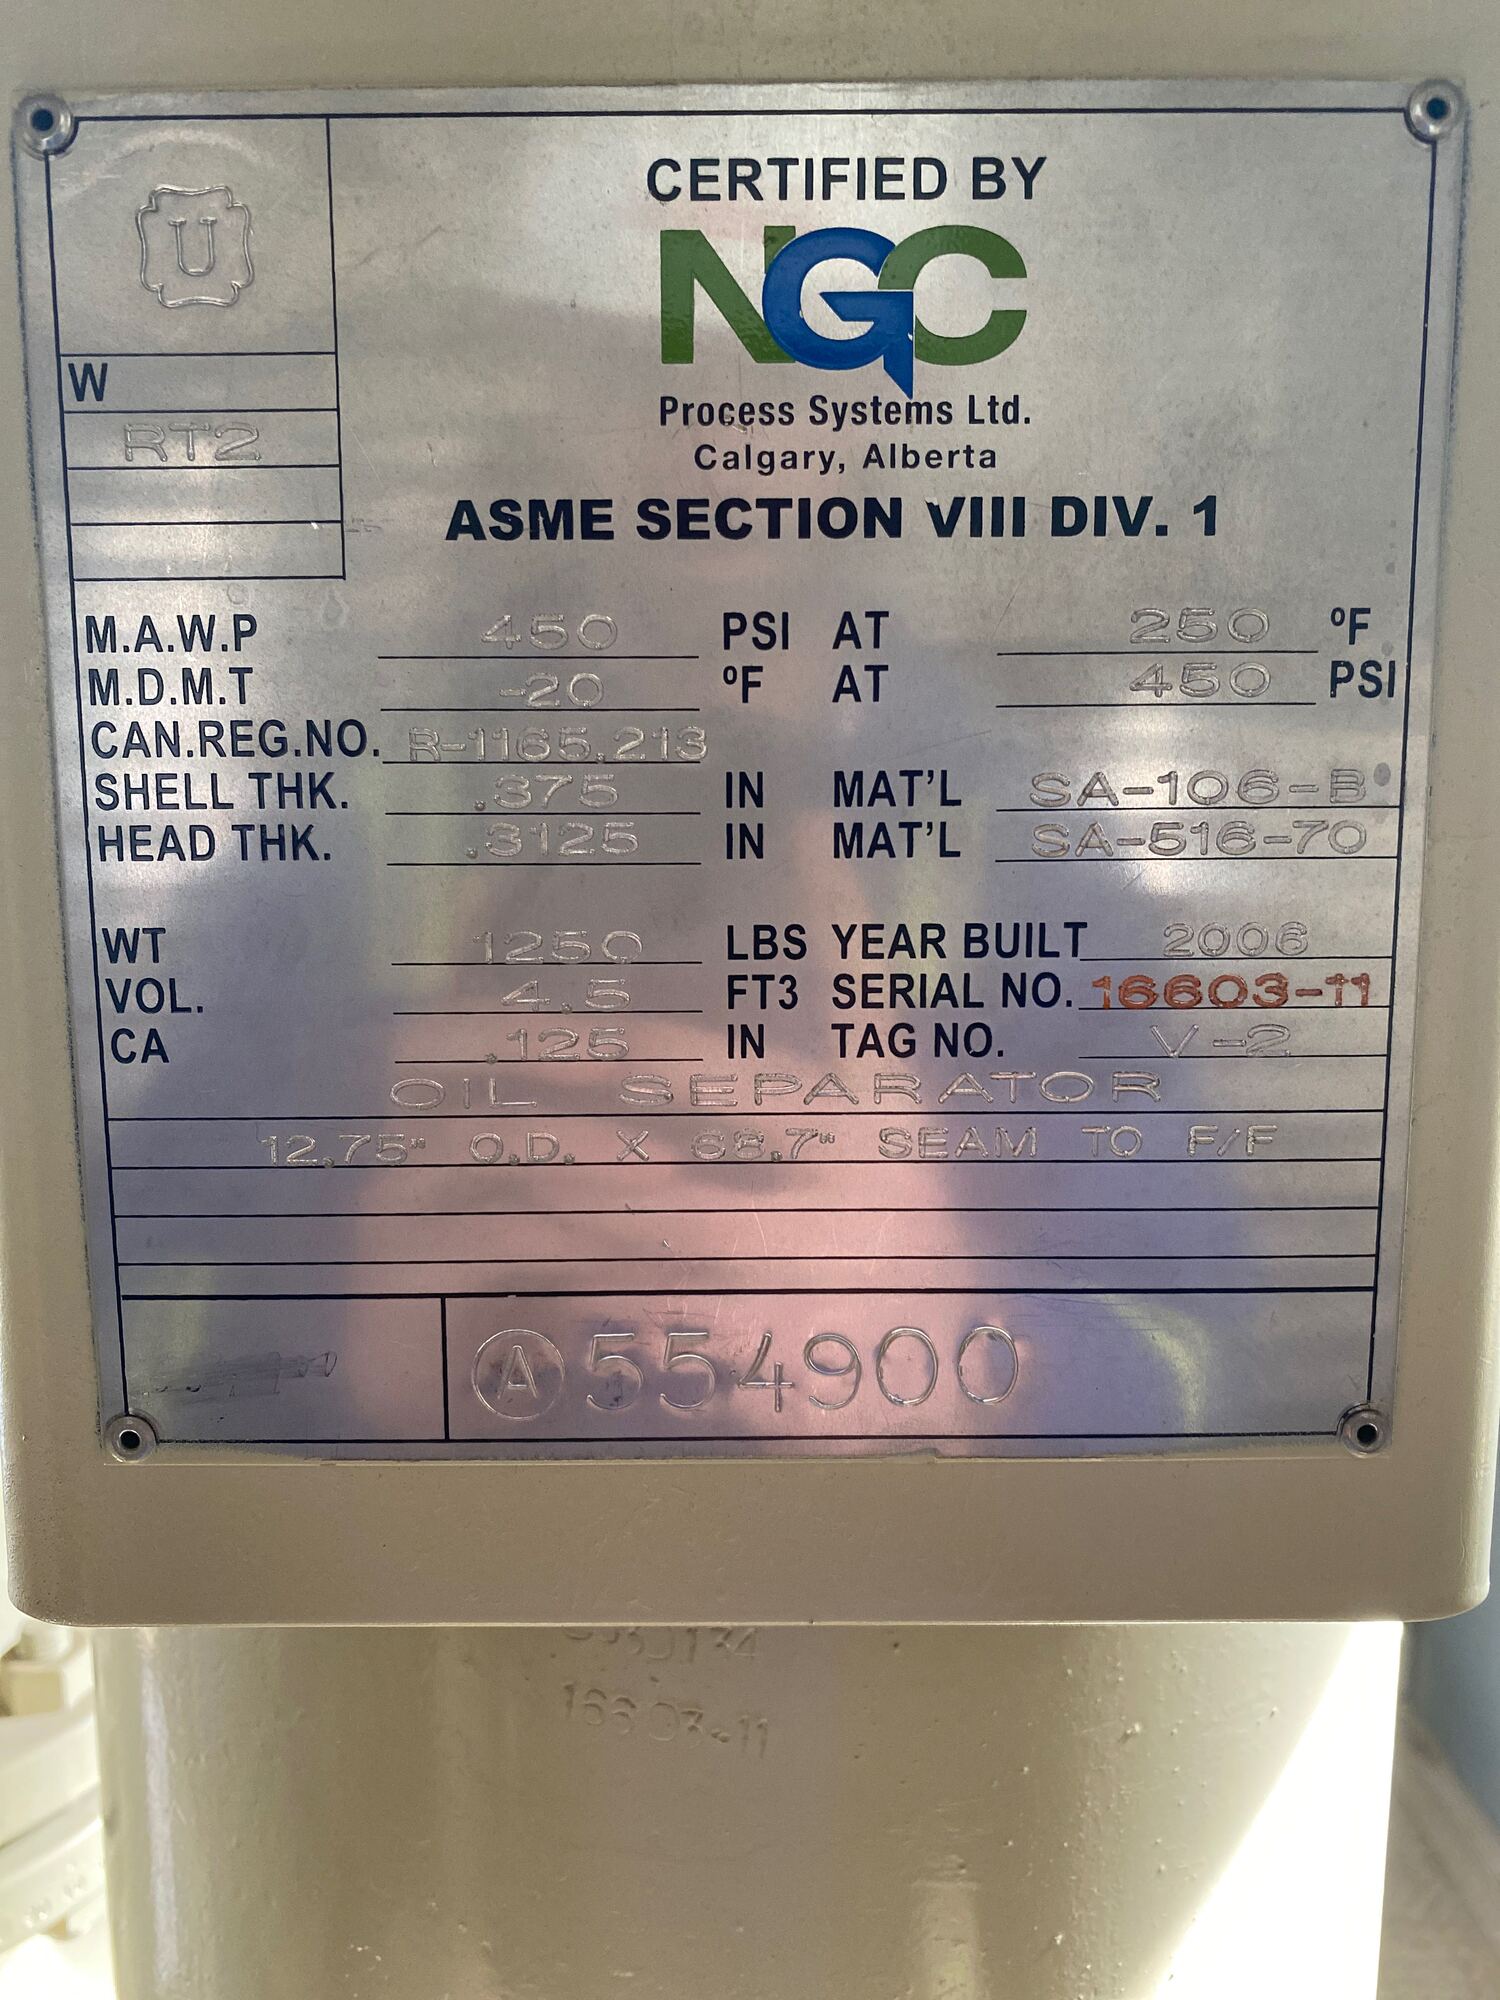 U
W
RT2
CERTIFIED BY
NGC
Process Systems Ltd.
Calgary, Alberta
ASME SECTION VIII DIV. 1
M.A.W.P 450 PSI AT 250 ºF
M.D.M.T -20 ºF AT 450 PSI
CAN.REG.NO. R-1165.213
SHELL THK. .375 IN MAT'L SA-106-B
HEAD THK. .3125 IN MAT'L SA-516-70
WT 1250 LBS YEAR BUILT 2006
VOL. 4.5 FT3 SERIAL NO. 16603-11
CA .125 IN TAG NO. V-2
OIL SEPARATOR
12.75" O.D. X 68.7" SEAM TO F/F
A 554900
16603-11